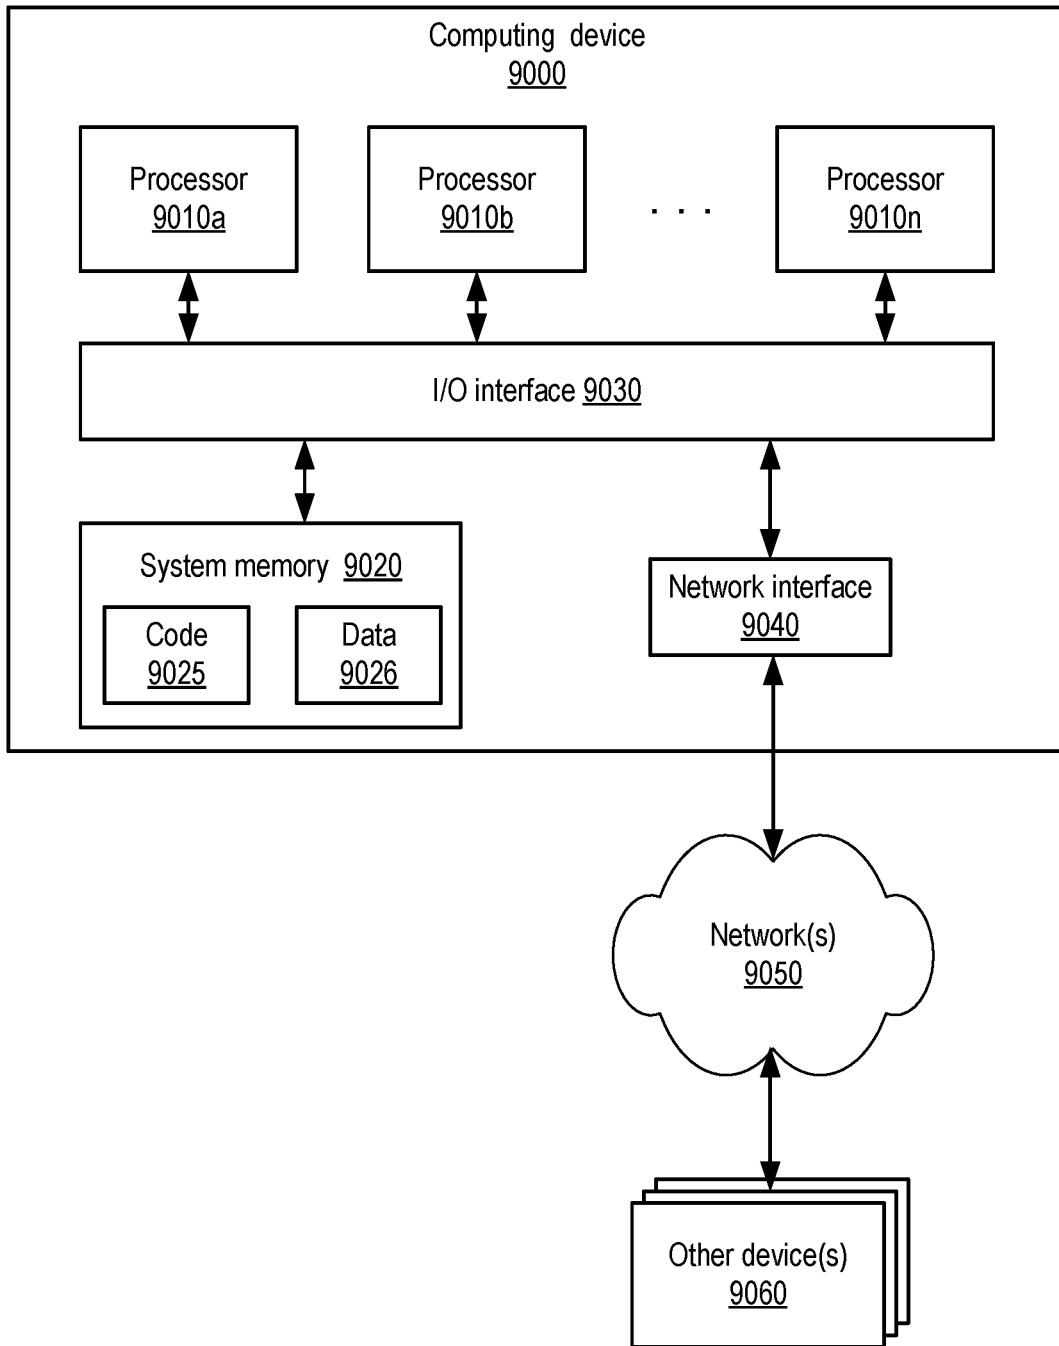 Computing device
9000
Processor
9010a
Processor
9010b
. . .
Processor
9010n
I/O interface 9030
System memory 9020
Code
9025
Data
9026
Network interface
9040
Network(s)
9050
Other device(s)
9060